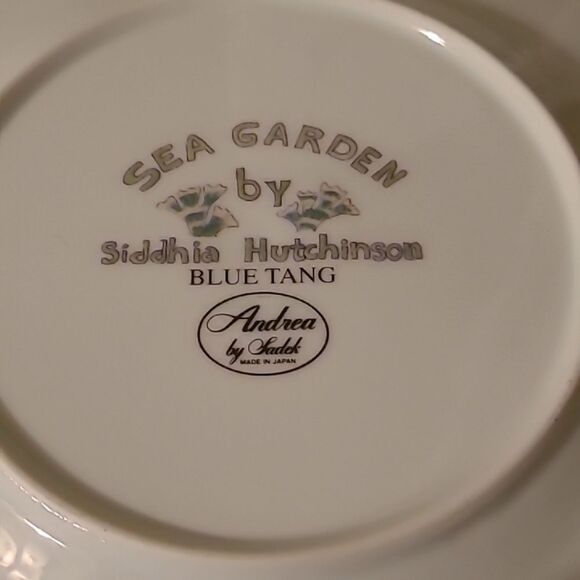 SEA GARDEN
by
Siddhia Hutchinson
BLUE TANG
Andrea
by Sadek
MADE IN JAPAN